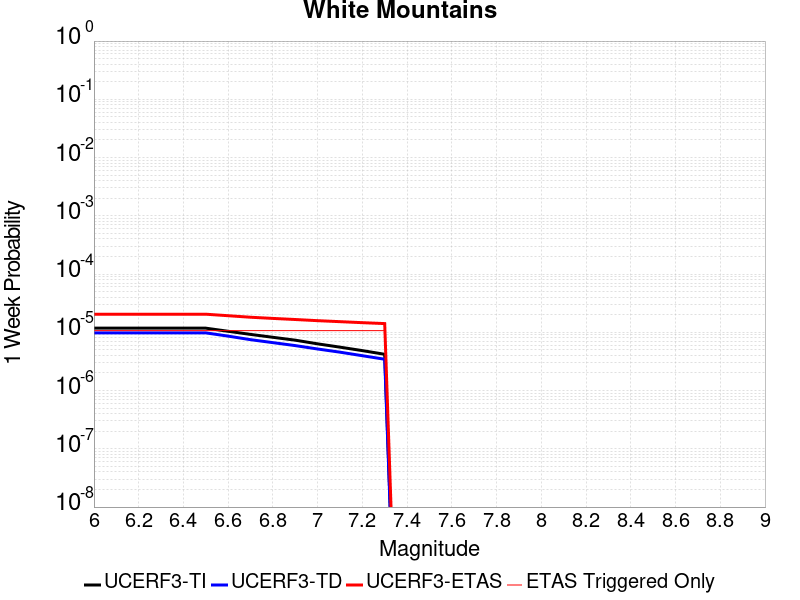 White Mountains
10^0
10^-1
10^-2
10^-3
10^-4
10^-5
10^-6
10^-7
10^-8
1 Week Probability
6 6.2 6.4 6.6 6.8 7 7.2 7.4 7.6 7.8 8 8.2 8.4 8.6 8.8 9
Magnitude
UCERF3-TI UCERF3-TD UCERF3-ETAS ETAS Triggered Only